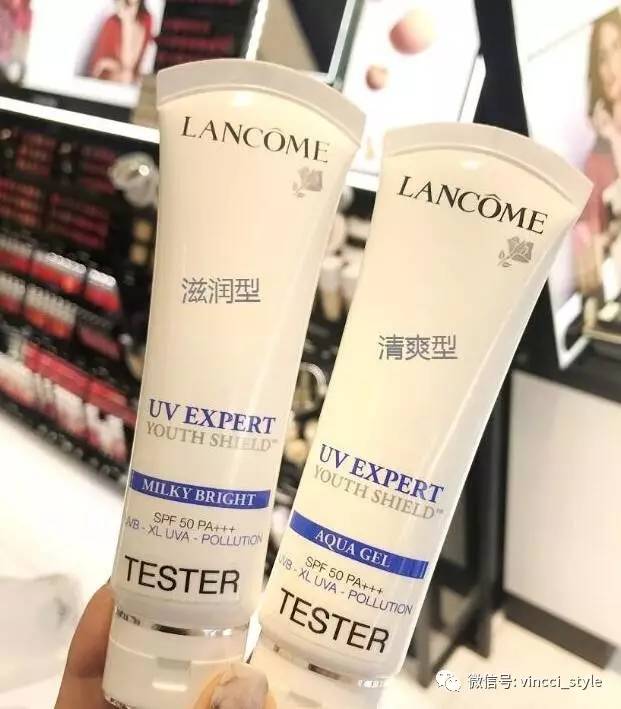 LANCÔME
滋润型
UV EXPERT
YOUTH SHIELD™
MILKY BRIGHT
SPF 50 PA+++
UVB - XL UVA - POLLUTION
TESTER
LANCÔME
清爽型
UV EXPERT
YOUTH SHIELD™
AQUA GEL
SPF 50 PA+++
UVB - XL UVA - POLLUTION
TESTER
微信号: vincci_style